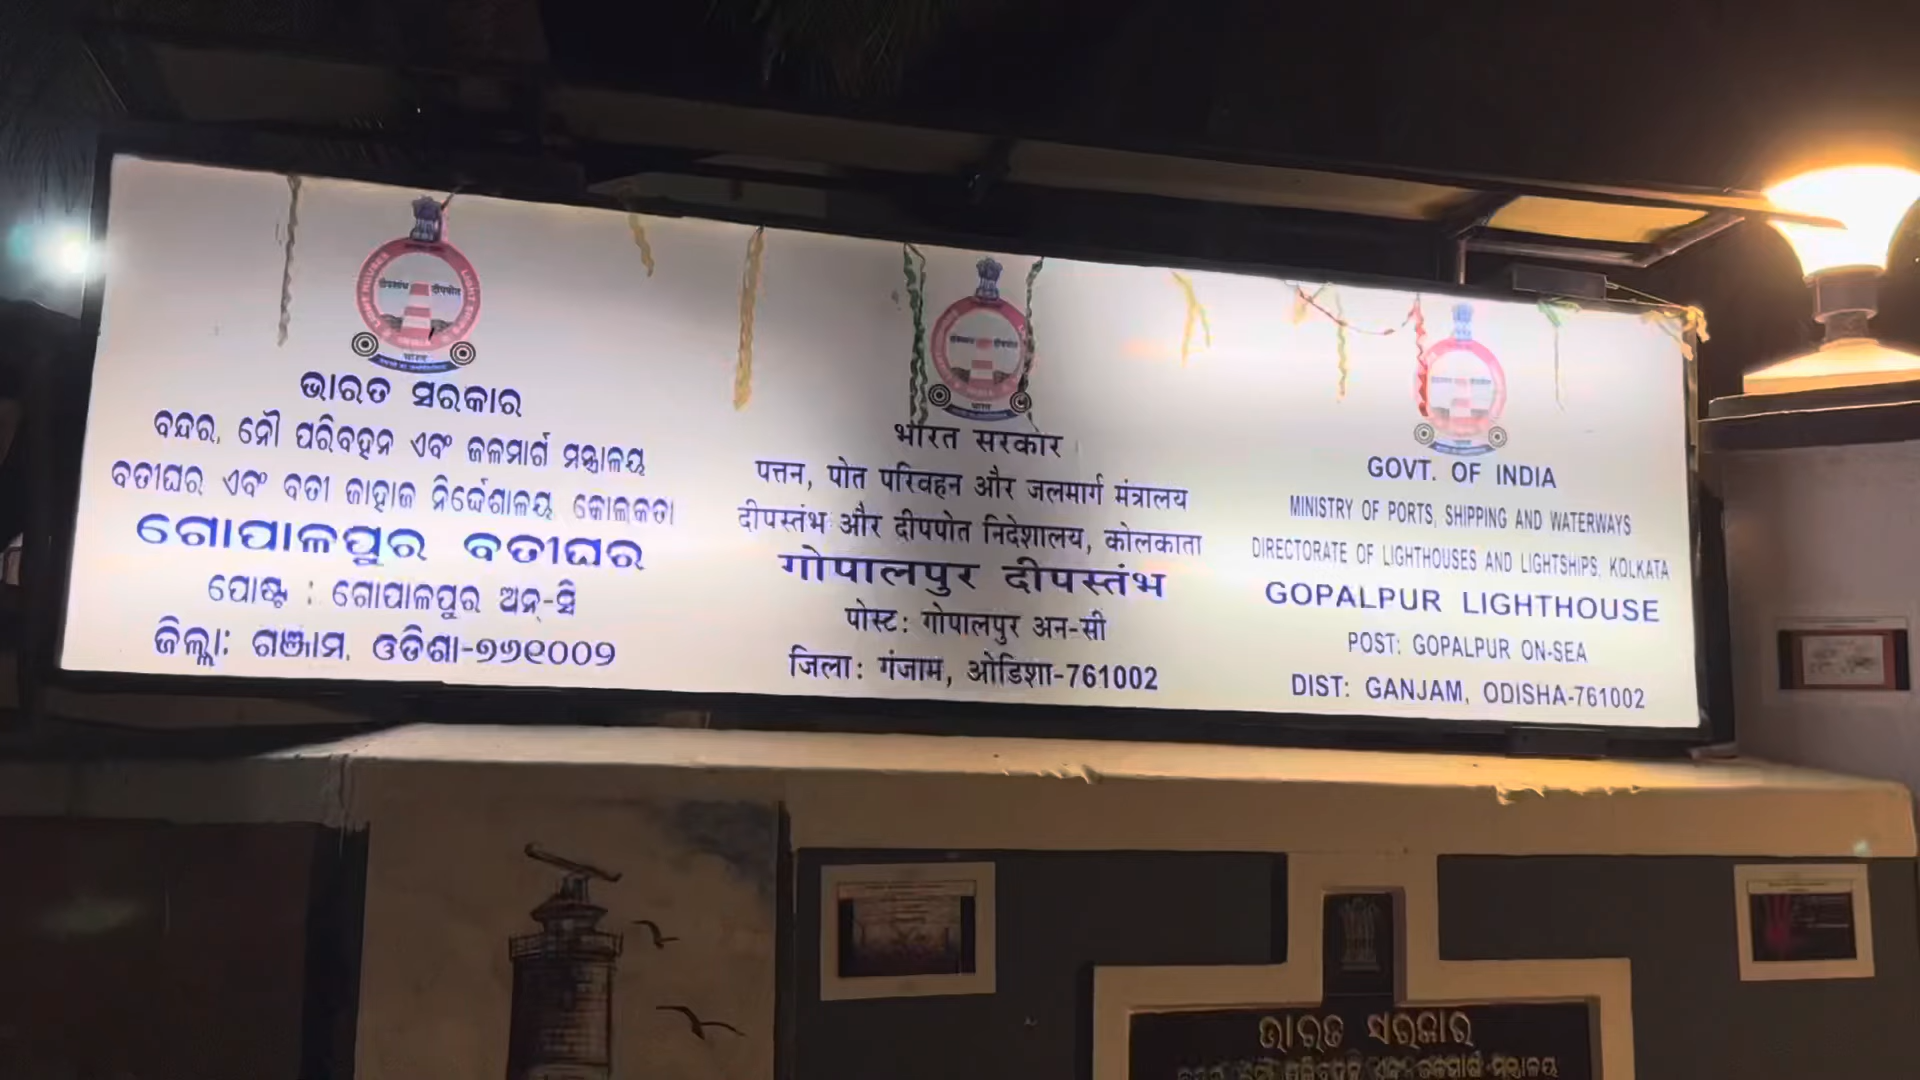 ଭାରତ ସରକାର
ବନ୍ଦର, ନୌ ପରିବହନ ଏବଂ ଜଳମାର୍ଗ ମନ୍ତ୍ରାଳୟ
ବତୀଘର ଏବଂ ବତୀ ଜାହାଜ ନିର୍ଦ୍ଦେଶାଳୟ କୋଲକତା
ଗୋପାଳପୁର ବତୀଘର
ପୋଷ୍ଟ : ଗୋପାଳପୁର ଅନ୍-ସି
ଜିଲ୍ଲା: ଗଞ୍ଜାମ, ଓଡିଶା-୭୬୧୦୦୨
भारत सरकार
पत्तन, पोत परिवहन और जलमार्ग मंत्रालय
दीपस्तंभ और दीपपोत निदेशालय, कोलकाता
गोपालपुर दीपस्तंभ
पोस्ट: गोपालपुर अन-सी
जिला: गंजाम, ओडिशा-761002
GOVT. OF INDIA
MINISTRY OF PORTS, SHIPPING AND WATERWAYS
DIRECTORATE OF LIGHTHOUSES AND LIGHTSHIPS, KOLKATA
GOPALPUR LIGHTHOUSE
POST: GOPALPUR ON-SEA
DIST: GANJAM, ODISHA-761002
ଭାରତ ସରକାର